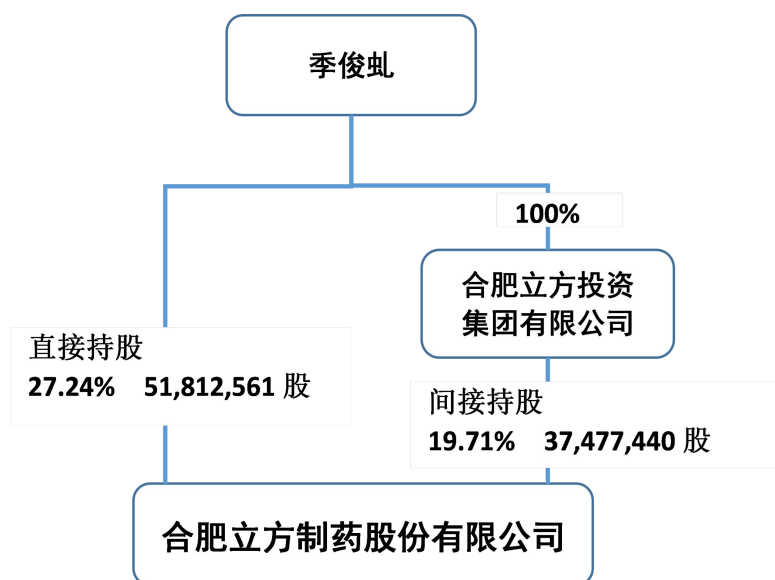 季俊虬
100%
合肥立方投资
集团有限公司
直接持股
27.24% 51,812,561 股
间接持股
19.71% 37,477,440 股
合肥立方制药股份有限公司